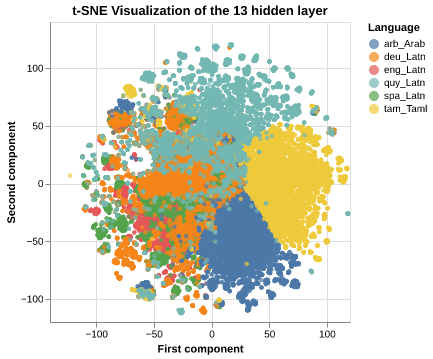 t-SNE Visualization of the 13 hidden layer
Language
arb_Arab
deu_Latn
eng_Latn
quy_Latn
spa_Latn
tam_Taml
100
50
0
−50
−100
Second component
−100 −50 0 50 100
First component